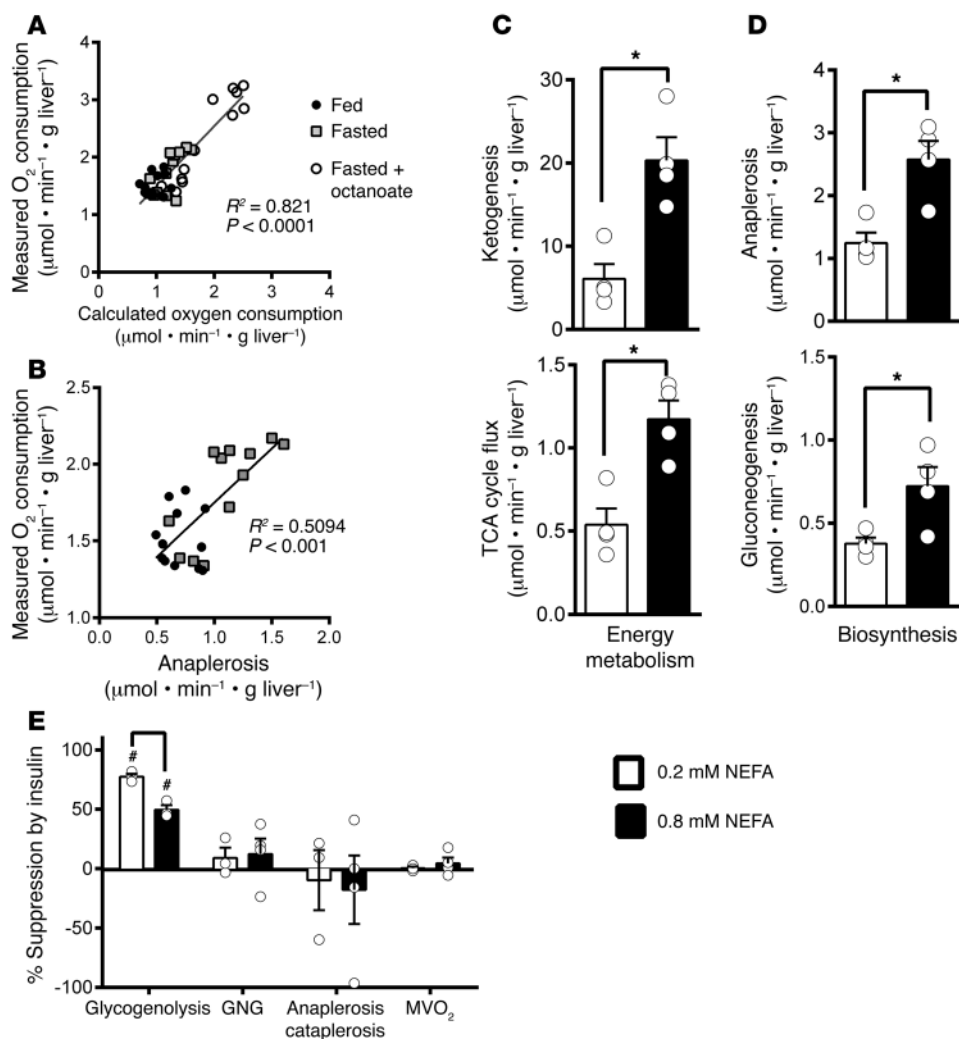 A
Measured O2 consumption
(μmol • min⁻¹ • g liver⁻¹)
4
3
2
1
0
0 1 2 3 4
Calculated oxygen consumption
(μmol • min⁻¹ • g liver⁻¹)
R² = 0.821
P < 0.0001
Fed
Fasted
Fasted +
octanoate
B
Measured O2 consumption
(μmol • min⁻¹ • g liver⁻¹)
2.5
2.0
1.5
1.0
0.0 0.5 1.0 1.5 2.0
Anaplerosis
(μmol • min⁻¹ • g liver⁻¹)
R² = 0.5094
P < 0.001
C
Ketogenesis
(μmol • min⁻¹ • g liver⁻¹)
30
20
10
0
*
TCA cycle flux
(μmol • min⁻¹ • g liver⁻¹)
1.5
1.0
0.5
0.0
*
Energy
metabolism
D
Anaplerosis
(μmol • min⁻¹ • g liver⁻¹)
4
3
2
1
0
*
Gluconeogenesis
(μmol • min⁻¹ • g liver⁻¹)
1.5
1.0
0.5
0.0
*
Biosynthesis
E
% Suppression by insulin
100
50
0
-50
-100
# #
Glycogenolysis GNG Anaplerosis MVO2
cataplerosis
0.2 mM NEFA
0.8 mM NEFA